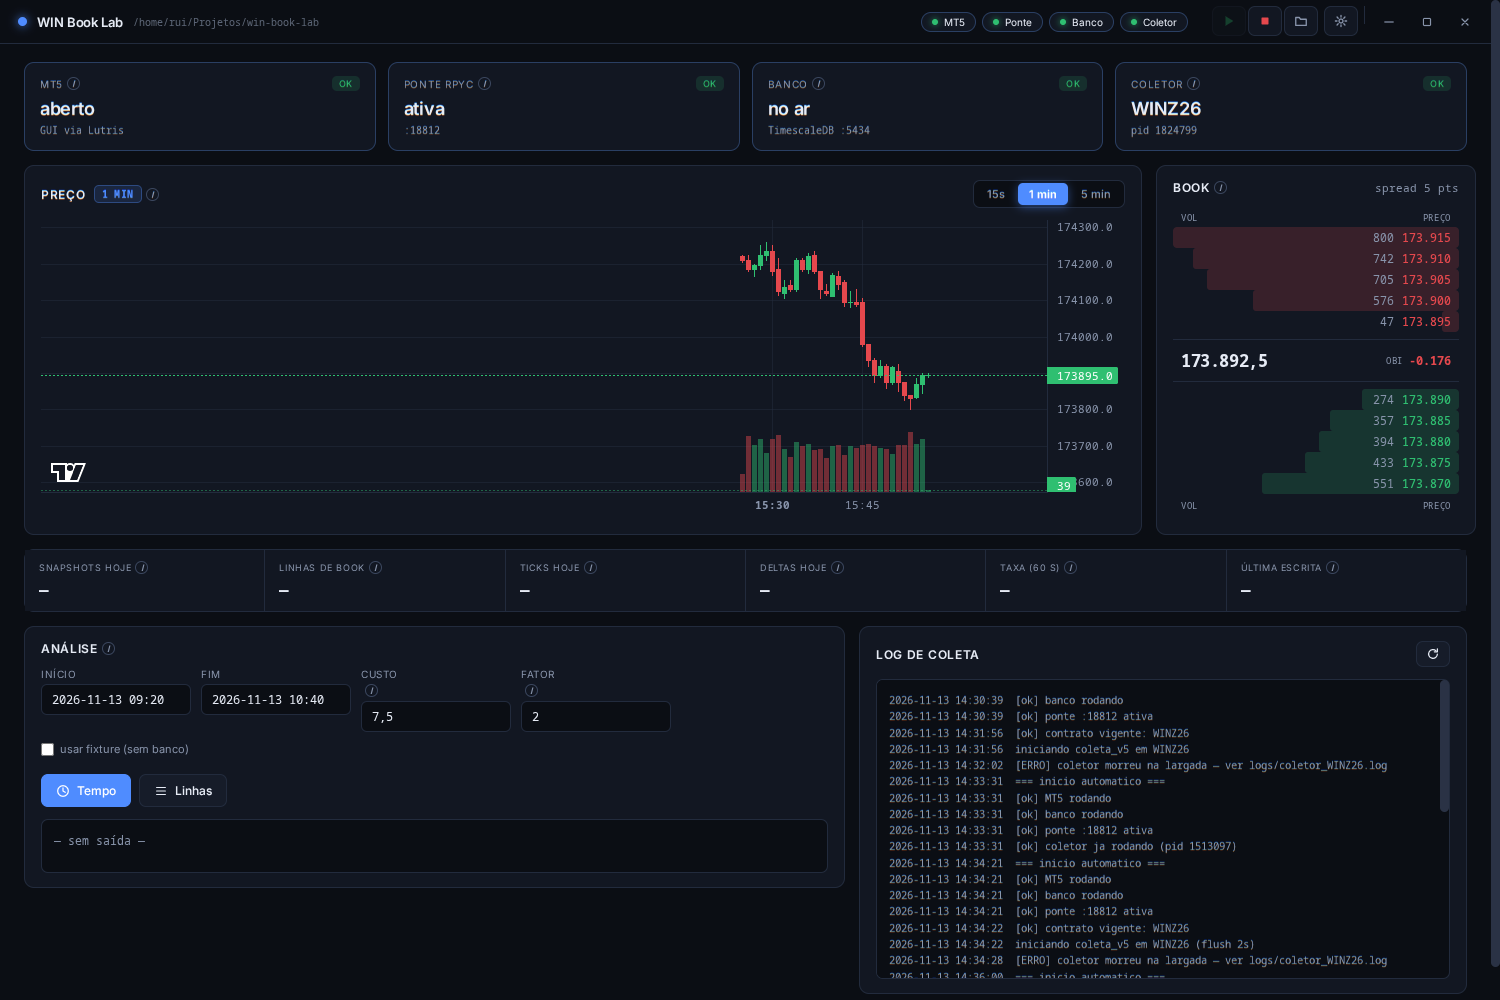 WIN Book Lab /home/rui/Projetos/win-book-lab MT5 Ponte Banco Coletor
MT5 i OK
aberto
GUI via Lutris
PONTE RPYC i OK
ativa
:18812
BANCO i OK
no ar
TimescaleDB :5434
COLETOR i OK
WINZ26
pid 1824799
PREÇO 1 MIN i 15s 1 min 5 min
174300.0
174200.0
174100.0
174000.0
173895.0
173800.0
173700.0
39 600.0
15:30 15:45
BOOK i spread 5 pts
VOL PREÇO
800 173.915
742 173.910
705 173.905
576 173.900
47 173.895
173.892,5 OBI -0.176
274 173.890
357 173.885
394 173.880
433 173.875
551 173.870
VOL PREÇO
SNAPSHOTS HOJE i
—
LINHAS DE BOOK i
—
TICKS HOJE i
—
DELTAS HOJE i
—
TAXA (60 S) i
—
ÚLTIMA ESCRITA i
—
ANÁLISE i
INÍCIO FIM CUSTO FATOR
i i
2026-11-13 09:20 2026-11-13 10:40 7,5 2
usar fixture (sem banco)
Tempo Linhas
— sem saída —
LOG DE COLETA
2026-11-13 14:30:39 [ok] banco rodando
2026-11-13 14:30:39 [ok] ponte :18812 ativa
2026-11-13 14:31:56 [ok] contrato vigente: WINZ26
2026-11-13 14:31:56 iniciando coleta_v5 em WINZ26
2026-11-13 14:32:02 [ERRO] coletor morreu na largada — ver logs/coletor_WINZ26.log
2026-11-13 14:33:31 === inicio automatico ===
2026-11-13 14:33:31 [ok] MT5 rodando
2026-11-13 14:33:31 [ok] banco rodando
2026-11-13 14:33:31 [ok] ponte :18812 ativa
2026-11-13 14:33:31 [ok] coletor ja rodando (pid 1513097)
2026-11-13 14:34:21 === inicio automatico ===
2026-11-13 14:34:21 [ok] MT5 rodando
2026-11-13 14:34:21 [ok] banco rodando
2026-11-13 14:34:21 [ok] ponte :18812 ativa
2026-11-13 14:34:22 [ok] contrato vigente: WINZ26
2026-11-13 14:34:22 iniciando coleta_v5 em WINZ26 (flush 2s)
2026-11-13 14:34:28 [ERRO] coletor morreu na largada — ver logs/coletor_WINZ26.log
2026-11-13 14:36:00 === inicio automatico ===